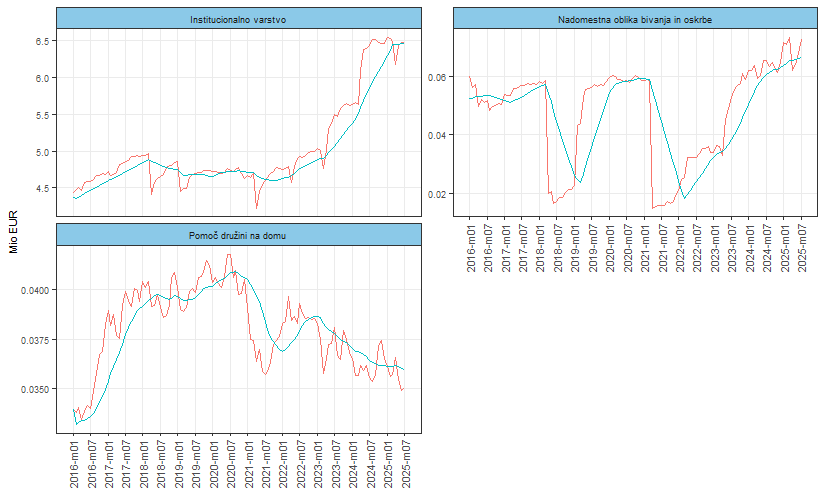 Institucionalno varstvo
Nadomestna oblika bivanja in oskrbe
6.5
6.0
5.5
5.0
4.5
0.06
0.04
0.02
2016-m01
2016-m07
2017-m01
2017-m07
2018-m01
2018-m07
2019-m01
2019-m07
2020-m01
2020-m07
2021-m01
2021-m07
2022-m01
2022-m07
2023-m01
2023-m07
2024-m01
2024-m07
2025-m01
2025-m07
Mio EUR
Pomoč družini na domu
0.0400
0.0375
0.0350
2016-m01
2016-m07
2017-m01
2017-m07
2018-m01
2018-m07
2019-m01
2019-m07
2020-m01
2020-m07
2021-m01
2021-m07
2022-m01
2022-m07
2023-m01
2023-m07
2024-m01
2024-m07
2025-m01
2025-m07